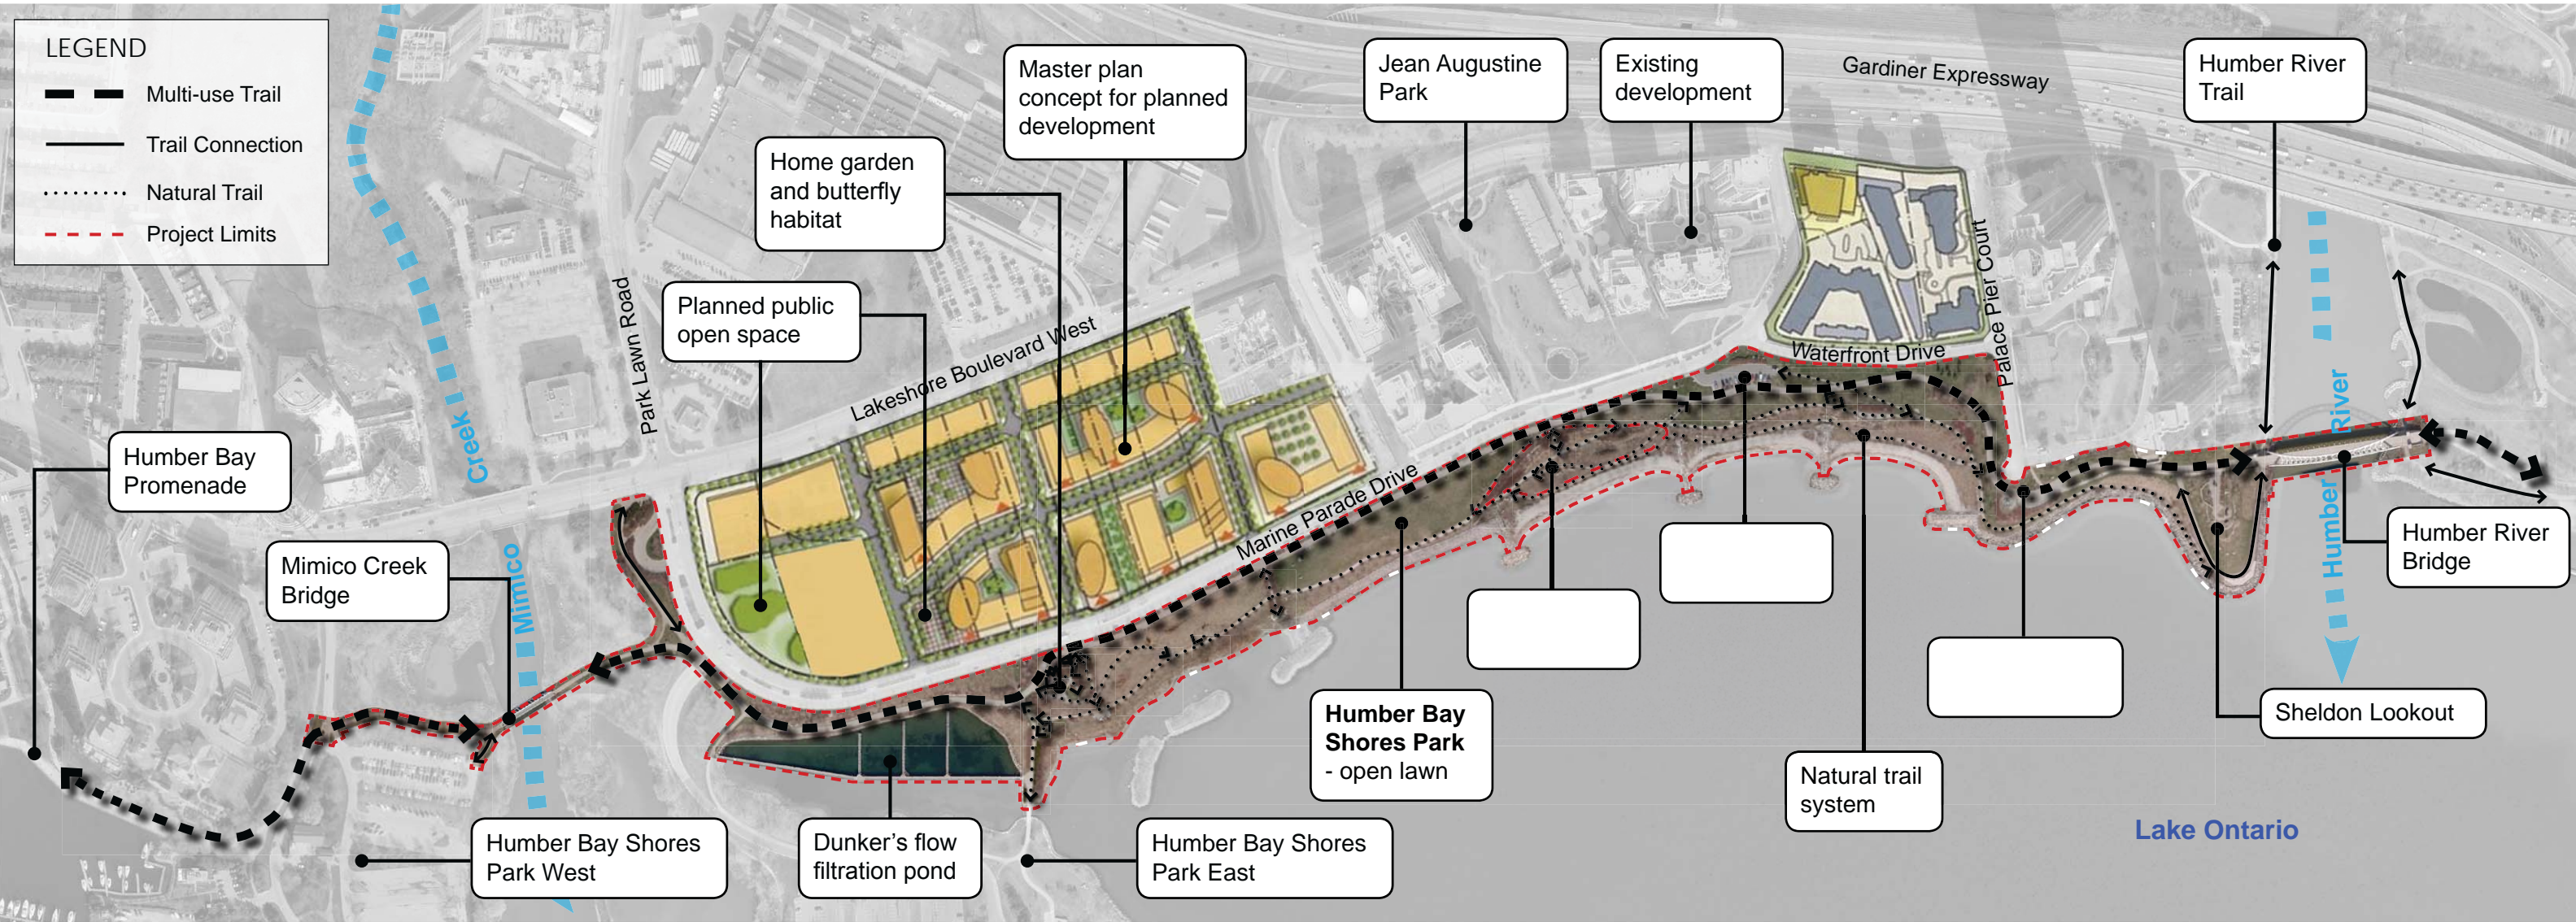 LEGEND
Multi-use Trail
Trail Connection
Natural Trail
Project Limits
Master plan
concept for planned
development
Jean Augustine
Park
Existing
development
Gardiner Expressway
Humber River
Trail
Home garden
and butterfly
habitat
Planned public
open space
Park Lawn Road
Lakeshore Boulevard West
Palace Pier Court
Waterfront Drive
Marine Parade Drive
Humber Bay
Promenade
Mimico Creek
Bridge
Mimico
Creek
Humber River
Humber River
Bridge
Humber Bay
Shores Park
- open lawn
Sheldon Lookout
Natural trail
system
Humber Bay Shores
Park West
Dunker’s flow
filtration pond
Humber Bay Shores
Park East
Lake Ontario